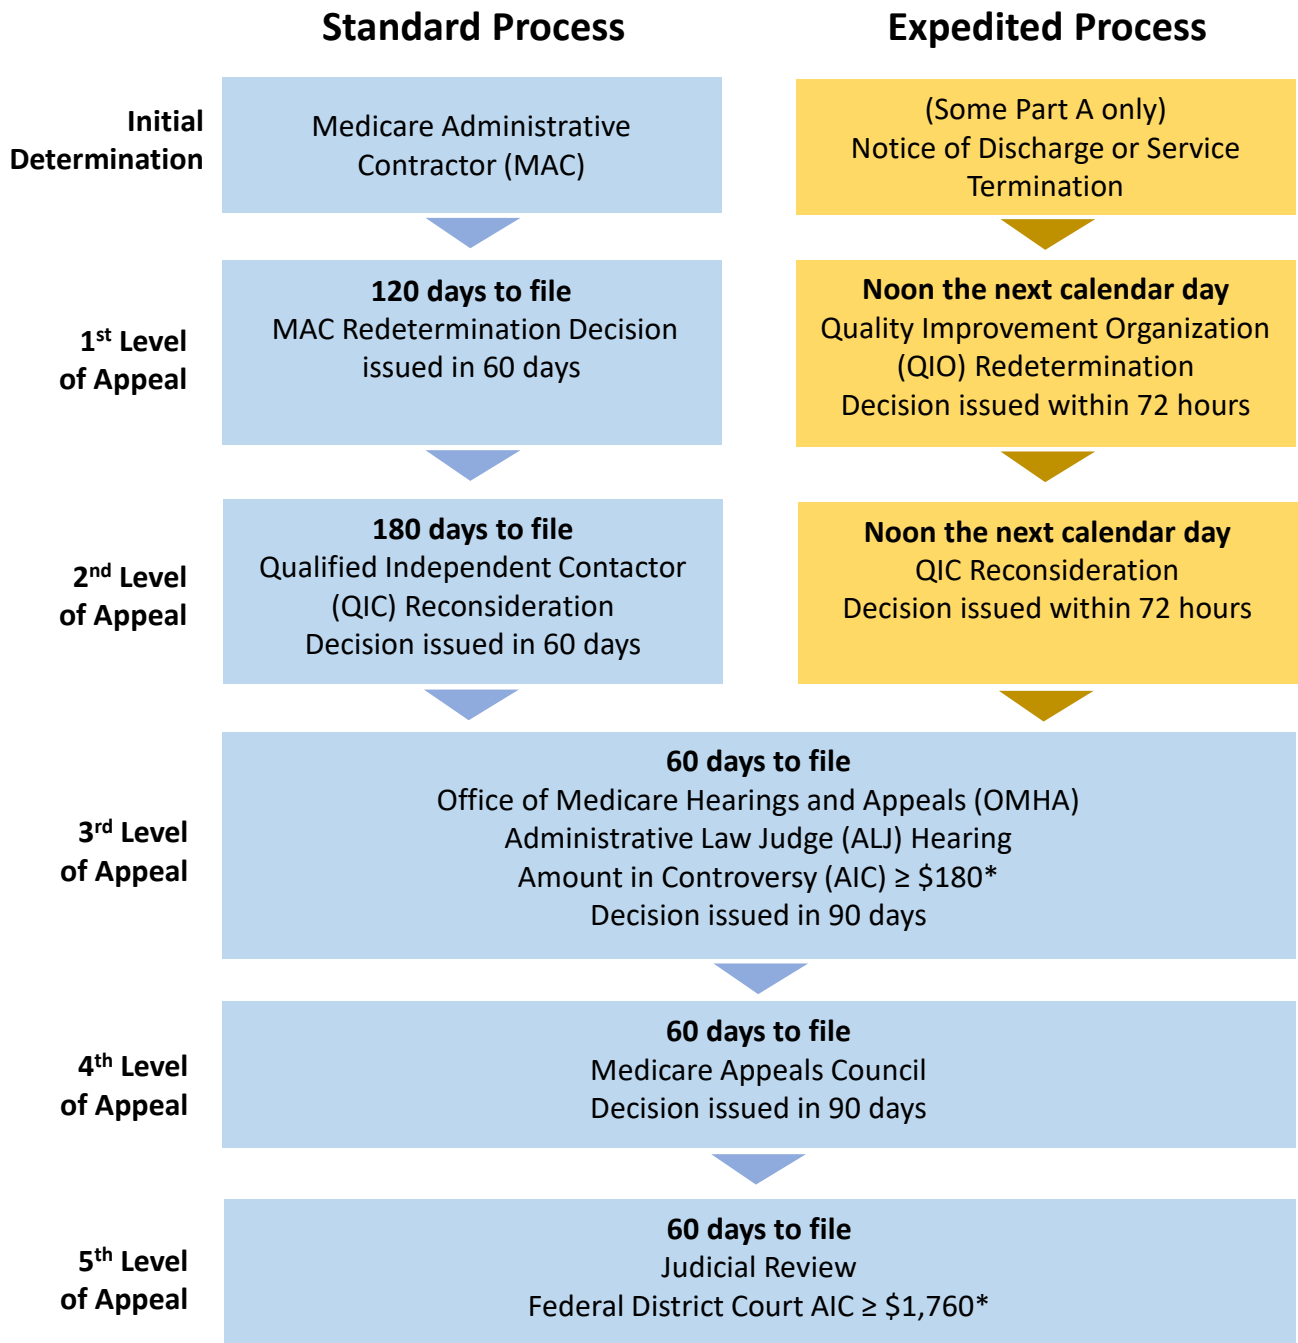 Standard Process
Expedited Process
Initial
Determination
Medicare Administrative
Contractor (MAC)
(Some Part A only)
Notice of Discharge or Service
Termination
1st Level
of Appeal
120 days to file
MAC Redetermination Decision
issued in 60 days
Noon the next calendar day
Quality Improvement Organization
(QIO) Redetermination
Decision issued within 72 hours
2nd Level
of Appeal
180 days to file
Qualified Independent Contactor
(QIC) Reconsideration
Decision issued in 60 days
Noon the next calendar day
QIC Reconsideration
Decision issued within 72 hours
3rd Level
of Appeal
60 days to file
Office of Medicare Hearings and Appeals (OMHA)
Administrative Law Judge (ALJ) Hearing
Amount in Controversy (AIC) ≥ $180*
Decision issued in 90 days
4th Level
of Appeal
60 days to file
Medicare Appeals Council
Decision issued in 90 days
5th Level
of Appeal
60 days to file
Judicial Review
Federal District Court AIC ≥ $1,760*